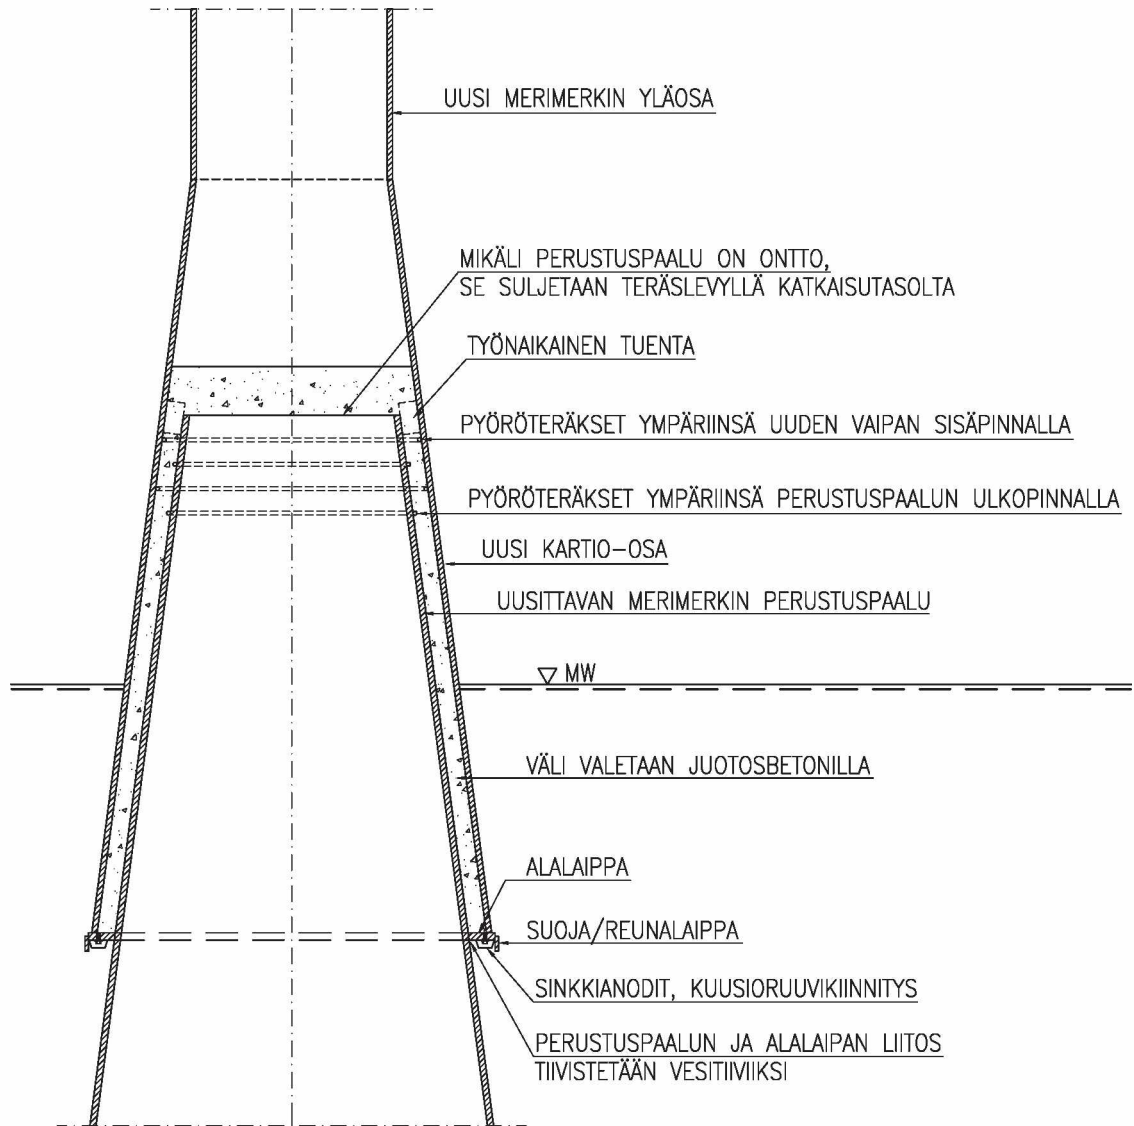 UUSI MERIMERKIN YLÄOSA
MIKÄLI PERUSTUSPAALU ON ONTTO,
SE SULJETAAN TERÄSLEVYLLÄ KATKAISUTASOLTA
TYÖNAIKAINEN TUENTA
PYÖRÖTERÄKSET YMPÄRIINSÄ UUDEN VAIPAN SISÄPINNALLA
PYÖRÖTERÄKSET YMPÄRIINSÄ PERUSTUSPAALUN ULKOPINNALLA
UUSI KARTIO-OSA
UUSITTAVAN MERIMERKIN PERUSTUSPAALU
MW
VÄLI VALETAAN JUOTOSBETONILLA
ALALAIPPA
SUOJA/REUNALAIPPA
SINKKIANODIT, KUUSIORUUVIKIINNITYS
PERUSTUSPAALUN JA ALALAIPAN LIITOS
TIIVISTETÄÄN VESITIIVIIKSI